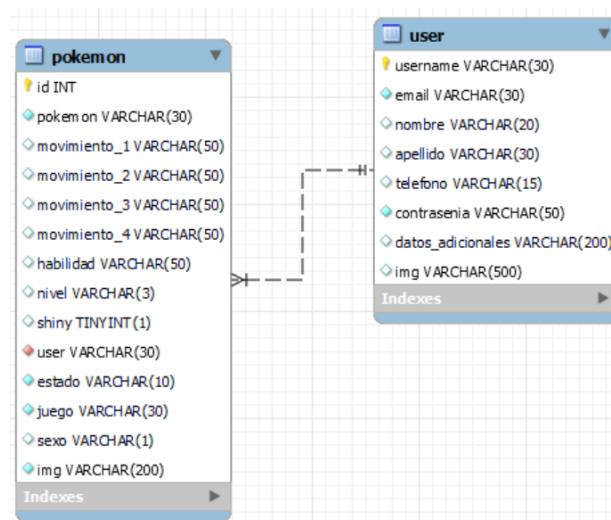 pokemon
id INT
pokemon VARCHAR(30)
movimiento_1 VARCHAR(50)
movimiento_2 VARCHAR(50)
movimiento_3 VARCHAR(50)
movimiento_4 VARCHAR(50)
habilidad VARCHAR(50)
nivel VARCHAR(3)
shiny TINYINT(1)
user VARCHAR(30)
estado VARCHAR(10)
juego VARCHAR(30)
sexo VARCHAR(1)
img VARCHAR(200)
Indexes
user
username VARCHAR(30)
email VARCHAR(30)
nombre VARCHAR(20)
apellido VARCHAR(30)
telefono VARCHAR(15)
contrasenia VARCHAR(50)
datos_adicionales VARCHAR(200)
img VARCHAR(500)
Indexes